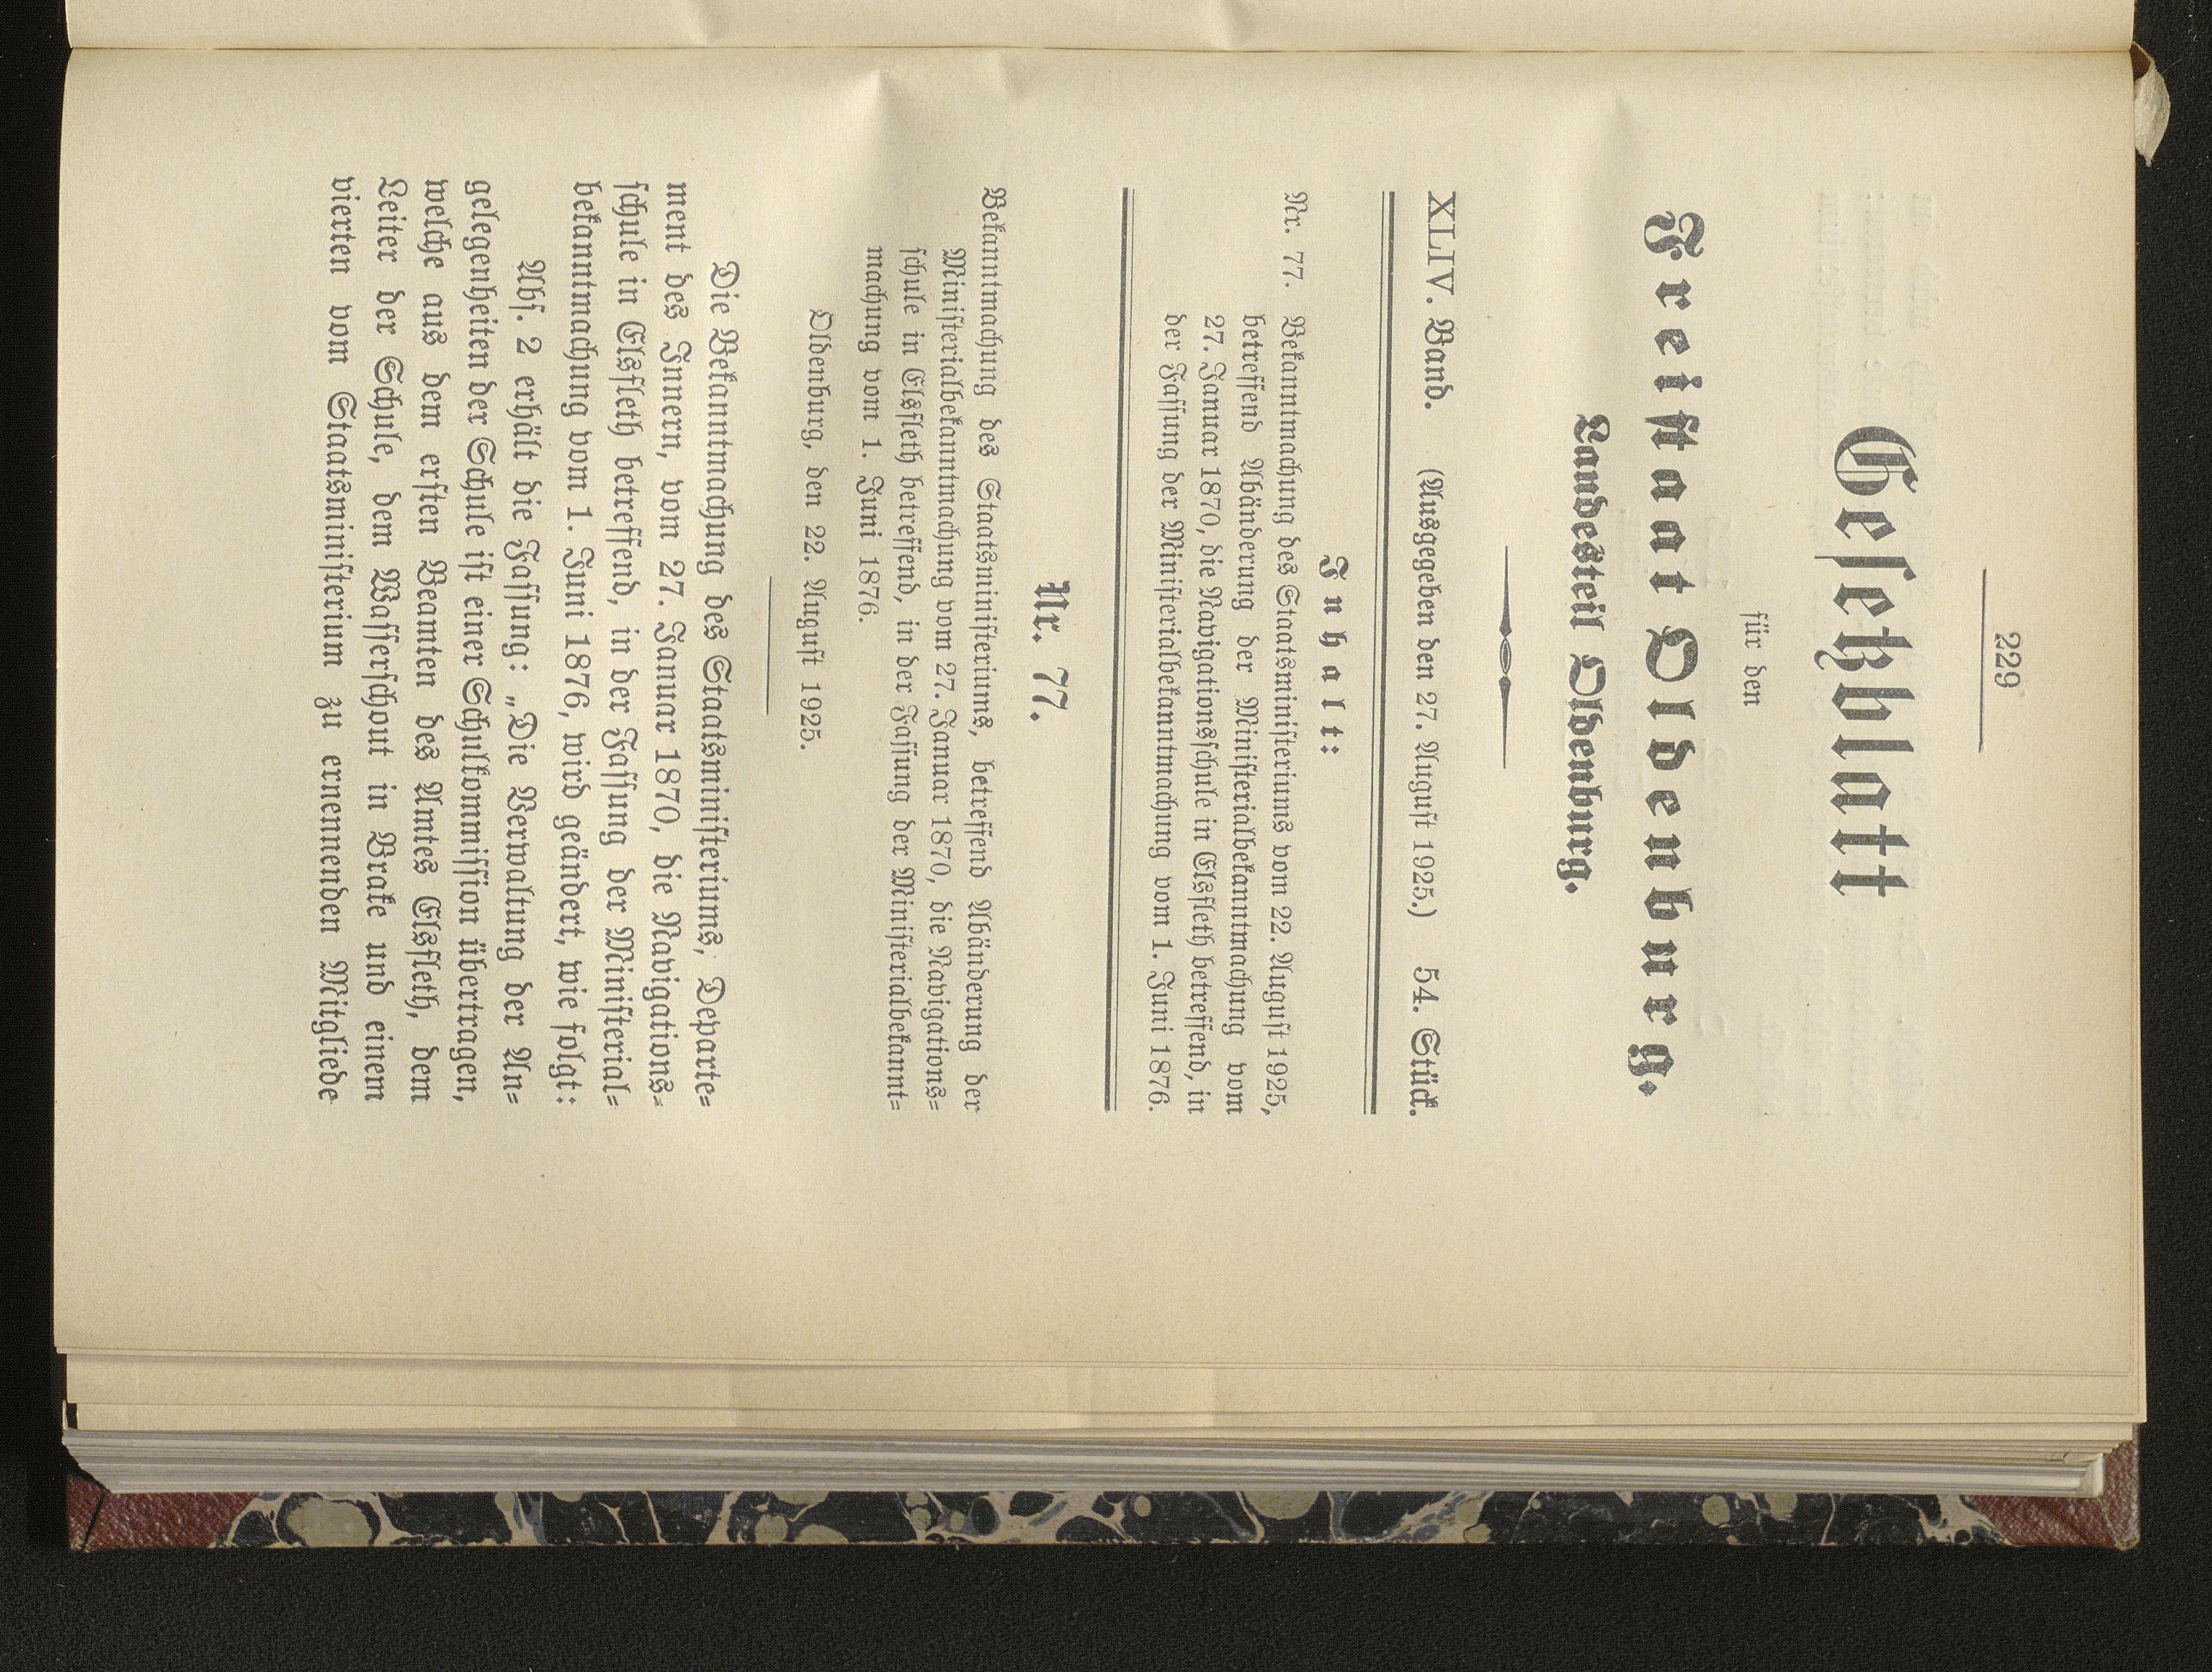 229
Gesetzblatt
für den
Freistaat Oldenburg.
Landesteil Oldenburg.
XLIV. Band. (Ausgegeben den 27. August 1925.) 54. Stück.
Inhalt:
Nr. 77. Bekanntmachung des Staatsministeriums vom 22. August 1925,
betreffend Abänderung der Ministerialbekanntmachung vom
27. Januar 1870, die Navigationsschule in Elsfleth betreffend, in
der Fassung der Ministerialbekanntmachung vom 1. Juni 1876.
Nr. 77.
Bekanntmachung des Staatsministeriums, betreffend Abänderung der
Ministerialbekanntmachung vom 27. Januar 1870, die Navigations-
schule in Elsfleth betreffend, in der Fassung der Ministerialbekannt-
machung vom 1. Juni 1876.
Oldenburg, den 22. August 1925.
Die Bekanntmachung des Staatsministeriums, Departe-
ment des Innern, vom 27. Januar 1870, die Navigations-
schule in Elsfleth betreffend, in der Fassung der Ministerial-
bekanntmachung vom 1. Juni 1876, wird geändert, wie folgt:
Abs. 2 erhält die Fassung: „Die Verwaltung der An-
gelegenheiten der Schule ist einer Schulkommission übertragen,
welche aus dem ersten Beamten des Amtes Elsfleth, dem
Leiter der Schule, dem Wasserschout in Brake und einem
vierten vom Staatsministerium zu ernennenden Mitgliede